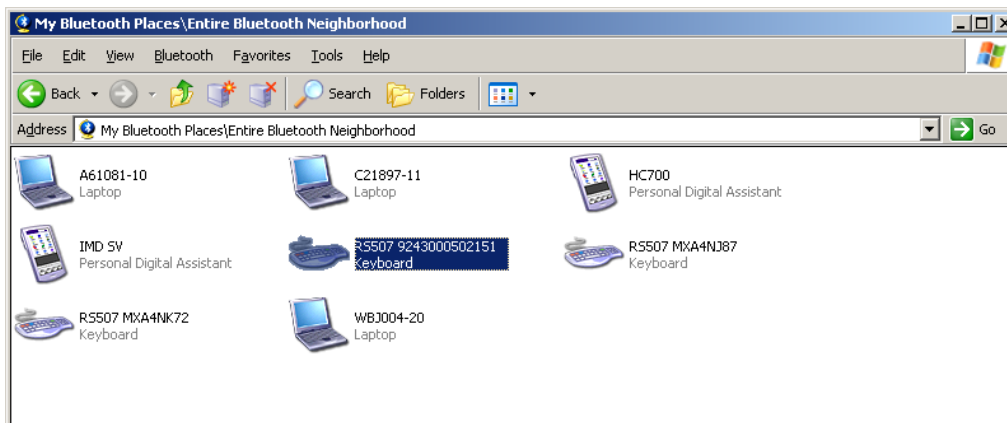 My Bluetooth Places\Entire Bluetooth Neighborhood
File Edit View Bluetooth Favorites Tools Help
Back Search Folders
Address My Bluetooth Places\Entire Bluetooth Neighborhood Go
A61081-10
Laptop
C21897-11
Laptop
HC700
Personal Digital Assistant
IMD SV
Personal Digital Assistant
RS507 9243000502151
Keyboard
RS507 MXA4NJ87
Keyboard
RS507 MXA4NK72
Keyboard
WBJ004-20
Laptop